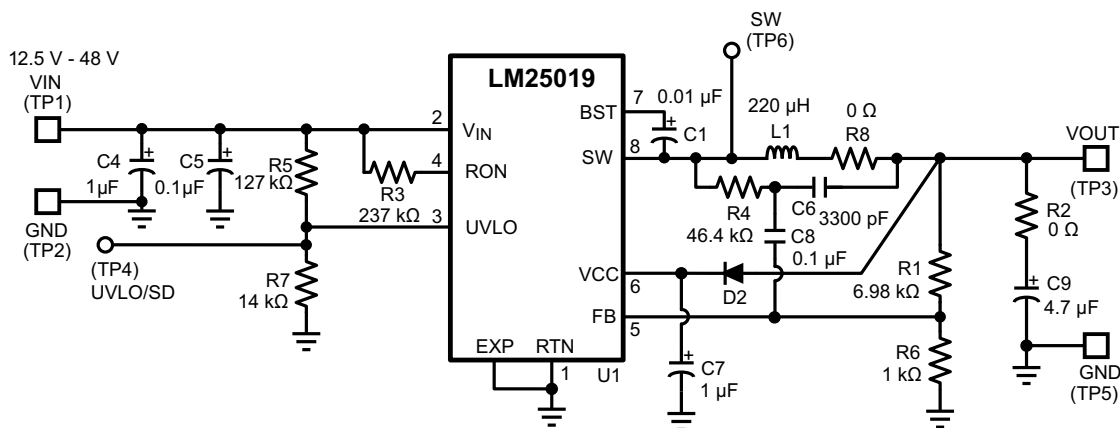 SW
(TP6)
12.5 V - 48 V
VIN
(TP1)
LM25019
7
0.01 µF
BST
220 µH
0 Ω
VOUT
2
VIN
+
C1
L1
R8
8
SW
(TP3)
C4
+
C5
+
R5
4
RON
1µF
0.1µF
127 kΩ
R3
R4
C6
R2
0 Ω
237 kΩ
3
UVLO
46.4 kΩ
3300 pF
GND
(TP2)
C8
0.1 µF
(TP4)
UVLO/SD
R7
14 kΩ
VCC
6
D2
R1
6.98 kΩ
+
C9
4.7 µF
FB
5
EXP
RTN
1
U1
+
C7
1 µF
R6
1 kΩ
GND
(TP5)